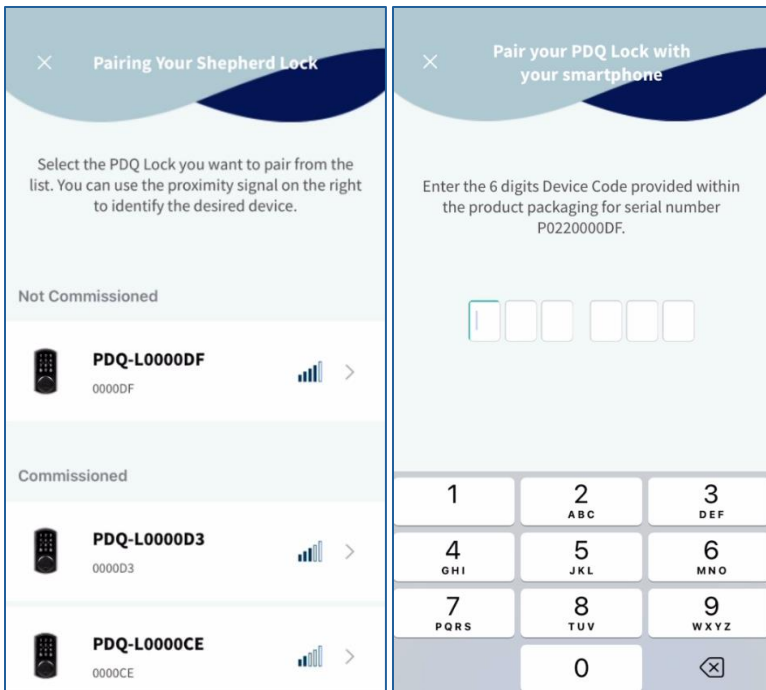 Pairing Your Shepherd Lock
Select the PDQ Lock you want to pair from the
list. You can use the proximity signal on the right
to identify the desired device.
Not Commissioned
PDQ-L0000DF
0000DF
Commissioned
PDQ-L0000D3
0000D3
PDQ-L0000CE
0000CE
Pair your PDQ Lock with
your smartphone
Enter the 6 digits Device Code provided within
the product packaging for serial number
P0220000DF.
1 2 3
ABC DEF
4 5 6
GHI JKL MNO
7 8 9
PQRS TUV WXYZ
0